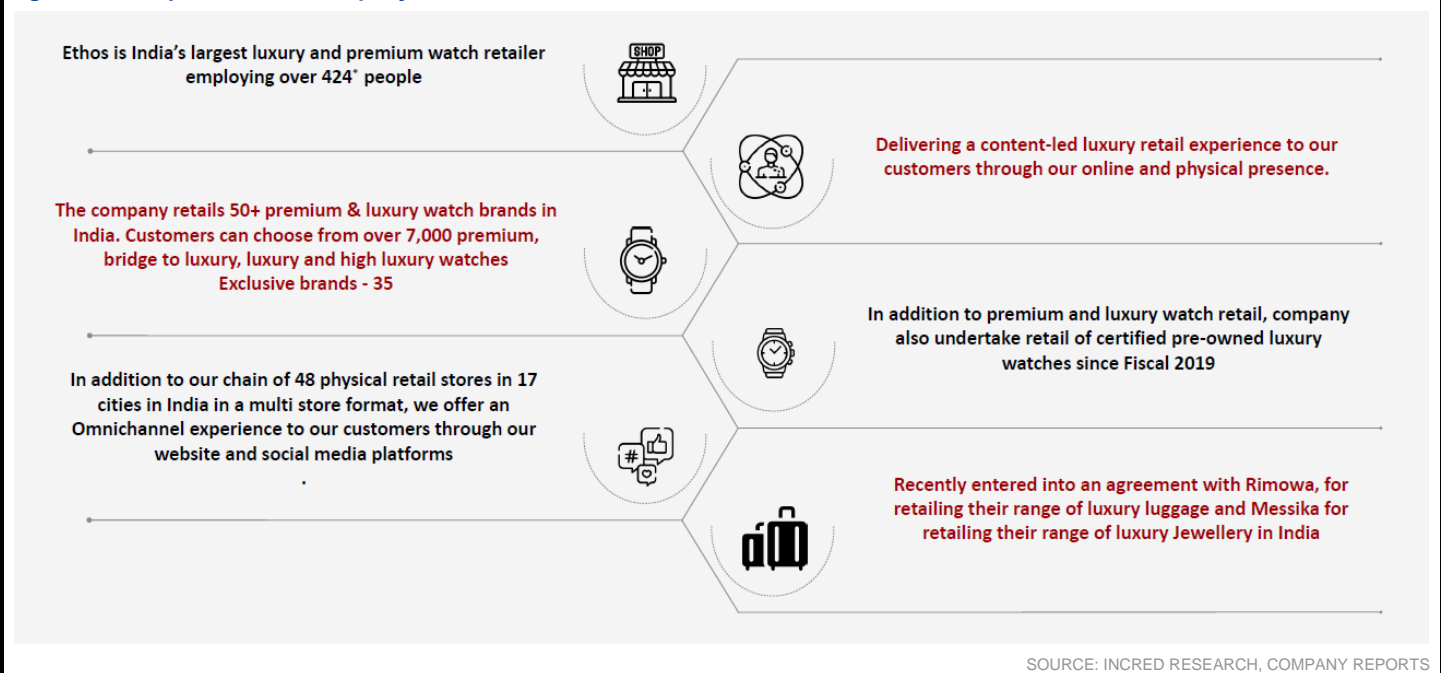 Ethos is India's largest luxury and premium watch retailer
employing over 424* people
SHOP
Delivering a content-led luxury retail experience to our
customers through our online and physical presence.
The company retails 50+ premium & luxury watch brands in
India. Customers can choose from over 7,000 premium,
bridge to luxury, luxury and high luxury watches
Exclusive brands - 35
In addition to premium and luxury watch retail, company
also undertake retail of certified pre-owned luxury
watches since Fiscal 2019
In addition to our chain of 48 physical retail stores in 17
cities in India in a multi store format, we offer an
Omnichannel experience to our customers through our
website and social media platforms
.
#
Recently entered into an agreement with Rimowa, for
retailing their range of luxury luggage and Messika for
retailing their range of luxury Jewellery in India
SOURCE: INCRED RESEARCH, COMPANY REPORTS